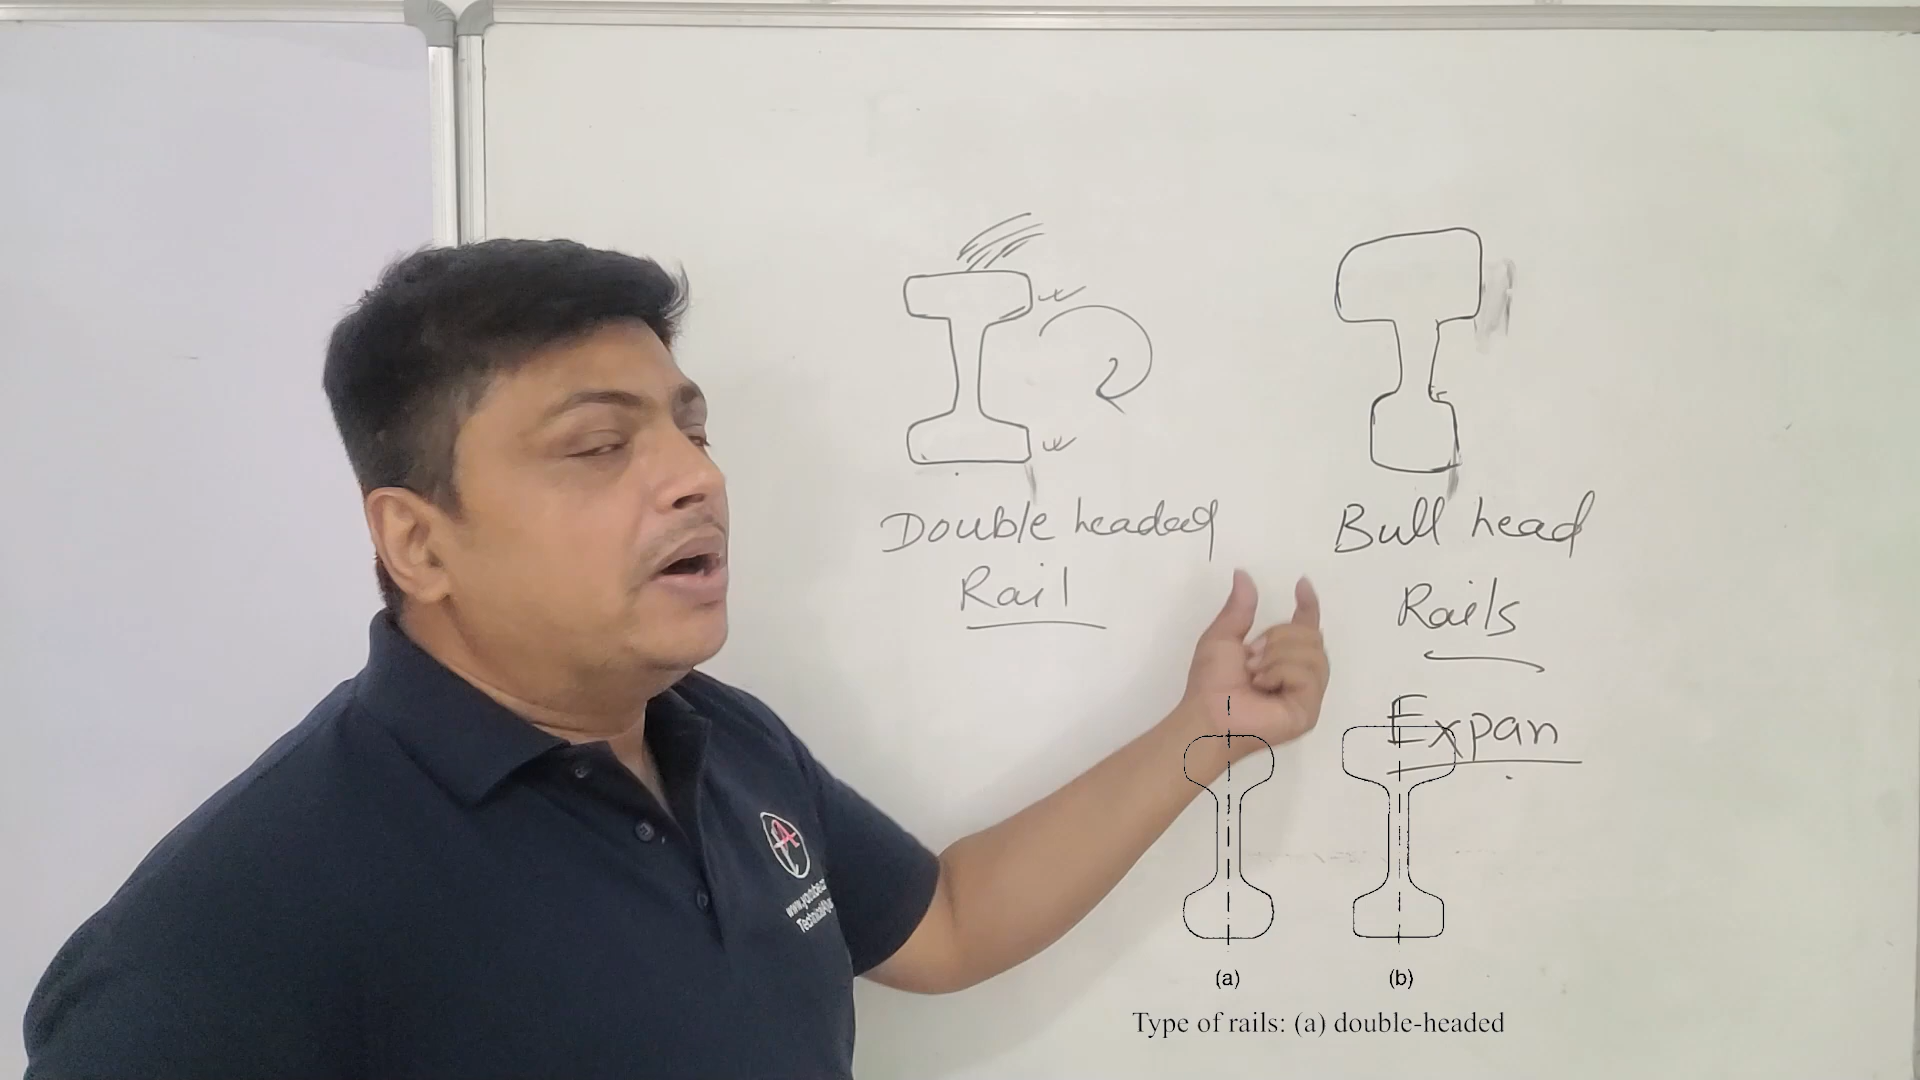 Double headed
Rail
Bull head
Rails
Expan
(a)
(b)
Type of rails: (a) double-headed